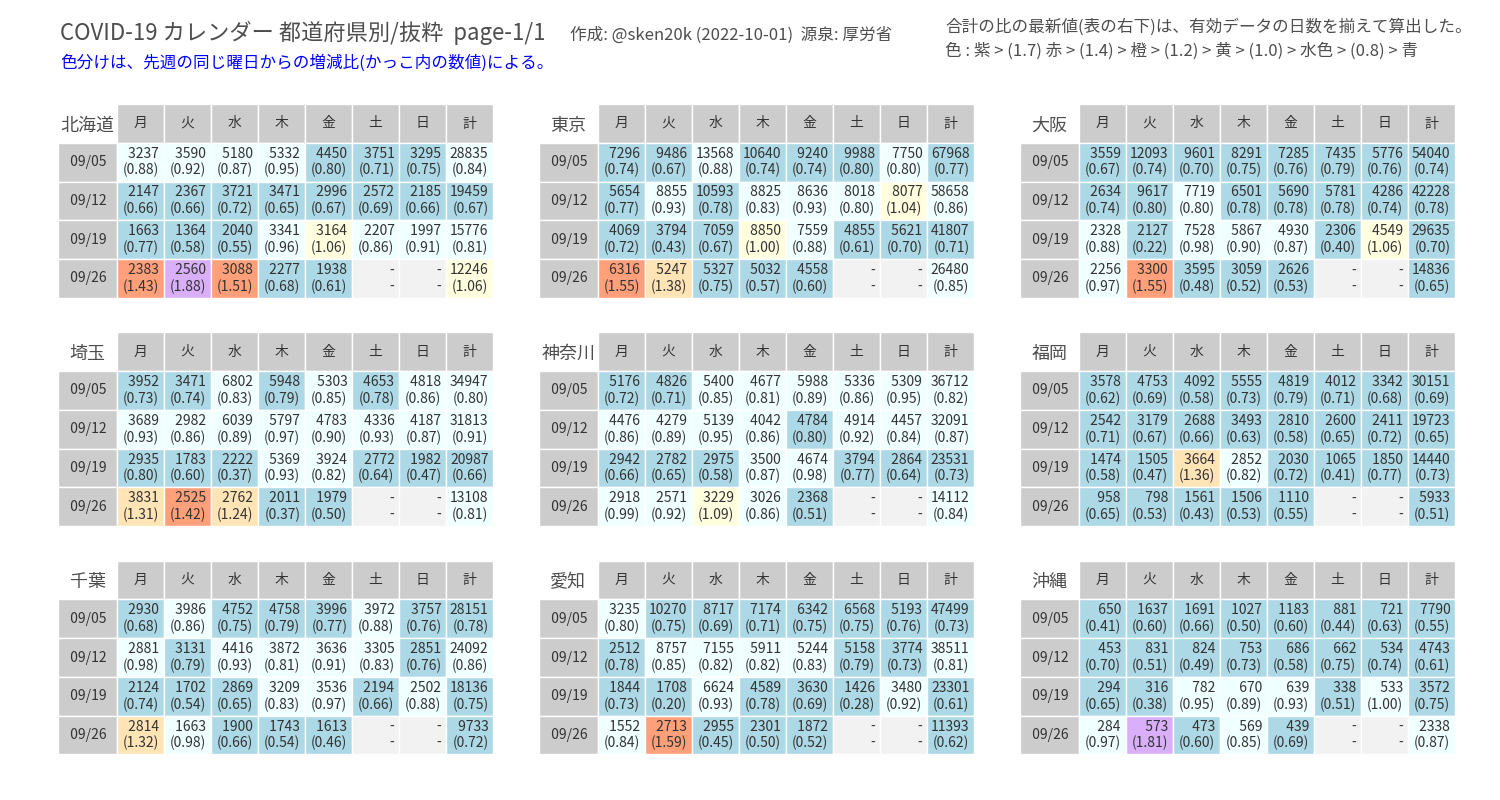 COVID-19 カレンダー 都道府県別/抜粋 page-1/1 作成: @sken20k (2022-10-01) 源泉: 厚労省
色分けは、先週の同じ曜日からの増減比(かっこ内の数値)による。
合計の比の最新値(表の右下)は、有効データの日数を揃えて算出した。
色 : 紫 > (1.7) 赤 > (1.4) > 橙 > (1.2) > 黄 > (1.0) > 水色 > (0.8) > 青
北海道 月 火 水 木 金 土 日 計
09/05 3237 3590 5180 5332 4450 3751 3295 28835
(0.88) (0.92) (0.87) (0.95) (0.80) (0.71) (0.75) (0.84)
09/12 2147 2367 3721 3471 2996 2572 2185 19459
(0.66) (0.66) (0.72) (0.65) (0.67) (0.69) (0.66) (0.67)
09/19 1663 1364 2040 3341 3164 2207 1997 15776
(0.77) (0.58) (0.55) (0.96) (1.06) (0.86) (0.91) (0.81)
09/26 2383 2560 3088 2277 1938 - - 12246
(1.43) (1.88) (1.51) (0.68) (0.61) - - (1.06)
東京 月 火 水 木 金 土 日 計
09/05 7296 9486 13568 10640 9240 9988 7750 67968
(0.74) (0.67) (0.88) (0.74) (0.74) (0.80) (0.80) (0.77)
09/12 5654 8855 10593 8825 8636 8018 8077 58658
(0.77) (0.93) (0.78) (0.83) (0.93) (0.80) (1.04) (0.86)
09/19 4069 3794 7059 8850 7559 4855 5621 41807
(0.72) (0.43) (0.67) (1.00) (0.88) (0.61) (0.70) (0.71)
09/26 6316 5247 5327 5032 4558 - - 26480
(1.55) (1.38) (0.75) (0.57) (0.60) - - (0.85)
大阪 月 火 水 木 金 土 日 計
09/05 3559 12093 9601 8291 7285 7435 5776 54040
(0.67) (0.74) (0.70) (0.75) (0.76) (0.79) (0.76) (0.74)
09/12 2634 9617 7719 6501 5690 5781 4286 42228
(0.74) (0.80) (0.80) (0.78) (0.78) (0.78) (0.74) (0.78)
09/19 2328 2127 7528 5867 4930 2306 4549 29635
(0.88) (0.22) (0.98) (0.90) (0.87) (0.40) (1.06) (0.70)
09/26 2256 3300 3595 3059 2626 - - 14836
(0.97) (1.55) (0.48) (0.52) (0.53) - - (0.65)
埼玉 月 火 水 木 金 土 日 計
09/05 3952 3471 6802 5948 5303 4653 4818 34947
(0.73) (0.74) (0.83) (0.79) (0.85) (0.78) (0.86) (0.80)
09/12 3689 2982 6039 5797 4783 4336 4187 31813
(0.93) (0.86) (0.89) (0.97) (0.90) (0.93) (0.87) (0.91)
09/19 2935 1783 2222 5369 3924 2772 1982 20987
(0.80) (0.60) (0.37) (0.93) (0.82) (0.64) (0.47) (0.66)
09/26 3831 2525 2762 2011 1979 - - 13108
(1.31) (1.42) (1.24) (0.37) (0.50) - - (0.81)
神奈川 月 火 水 木 金 土 日 計
09/05 5176 4826 5400 4677 5988 5336 5309 36712
(0.72) (0.71) (0.85) (0.81) (0.89) (0.86) (0.95) (0.82)
09/12 4476 4279 5139 4042 4784 4914 4457 32091
(0.86) (0.89) (0.95) (0.86) (0.80) (0.92) (0.84) (0.87)
09/19 2942 2782 2975 3500 4674 3794 2864 23531
(0.66) (0.65) (0.58) (0.87) (0.98) (0.77) (0.64) (0.73)
09/26 2918 2571 3229 3026 2368 - - 14112
(0.99) (0.92) (1.09) (0.86) (0.51) - - (0.84)
福岡 月 火 水 木 金 土 日 計
09/05 3578 4753 4092 5555 4819 4012 3342 30151
(0.62) (0.69) (0.58) (0.73) (0.79) (0.71) (0.68) (0.69)
09/12 2542 3179 2688 3493 2810 2600 2411 19723
(0.71) (0.67) (0.66) (0.63) (0.58) (0.65) (0.72) (0.65)
09/19 1474 1505 3664 2852 2030 1065 1850 14440
(0.58) (0.47) (1.36) (0.82) (0.72) (0.41) (0.77) (0.73)
09/26 958 798 1561 1506 1110 - - 5933
(0.65) (0.53) (0.43) (0.53) (0.55) - - (0.51)
千葉 月 火 水 木 金 土 日 計
09/05 2930 3986 4752 4758 3996 3972 3757 28151
(0.68) (0.86) (0.75) (0.79) (0.77) (0.88) (0.76) (0.78)
09/12 2881 3131 4416 3872 3636 3305 2851 24092
(0.98) (0.79) (0.93) (0.81) (0.91) (0.83) (0.76) (0.86)
09/19 2124 1702 2869 3209 3536 2194 2502 18136
(0.74) (0.54) (0.65) (0.83) (0.97) (0.66) (0.88) (0.75)
09/26 2814 1663 1900 1743 1613 - - 9733
(1.32) (0.98) (0.66) (0.54) (0.46) - - (0.72)
愛知 月 火 水 木 金 土 日 計
09/05 3235 10270 8717 7174 6342 6568 5193 47499
(0.80) (0.75) (0.69) (0.71) (0.75) (0.75) (0.76) (0.73)
09/12 2512 8757 7155 5911 5244 5158 3774 38511
(0.78) (0.85) (0.82) (0.82) (0.83) (0.79) (0.73) (0.81)
09/19 1844 1708 6624 4589 3630 1426 3480 23301
(0.73) (0.20) (0.93) (0.78) (0.69) (0.28) (0.92) (0.61)
09/26 1552 2713 2955 2301 1872 - - 11393
(0.84) (1.59) (0.45) (0.50) (0.52) - - (0.62)
沖縄 月 火 水 木 金 土 日 計
09/05 650 1637 1691 1027 1183 881 721 7790
(0.41) (0.60) (0.66) (0.50) (0.60) (0.44) (0.63) (0.55)
09/12 453 831 824 753 686 662 534 4743
(0.70) (0.51) (0.49) (0.73) (0.58) (0.75) (0.74) (0.61)
09/19 294 316 782 670 639 338 533 3572
(0.65) (0.38) (0.95) (0.89) (0.93) (0.51) (1.00) (0.75)
09/26 284 573 473 569 439 - - 2338
(0.97) (1.81) (0.60) (0.85) (0.69) - - (0.87)